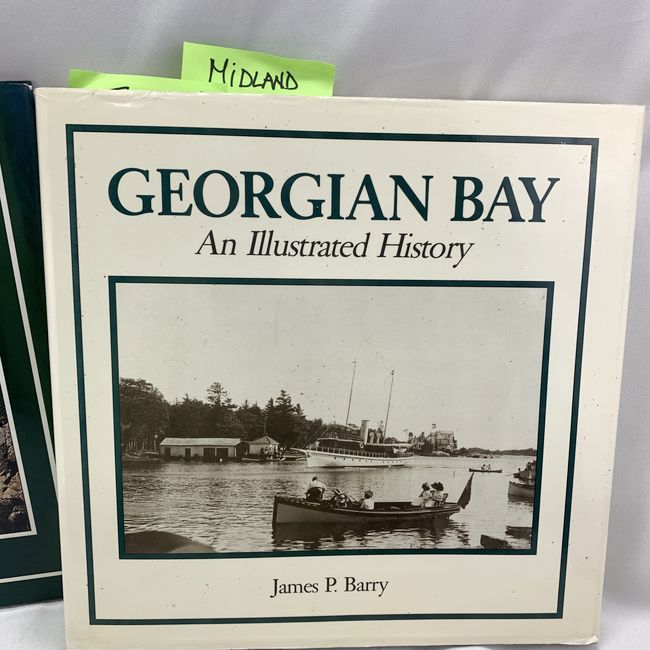 MIDLAND
GEORGIAN BAY
An Illustrated History
James P. Barry